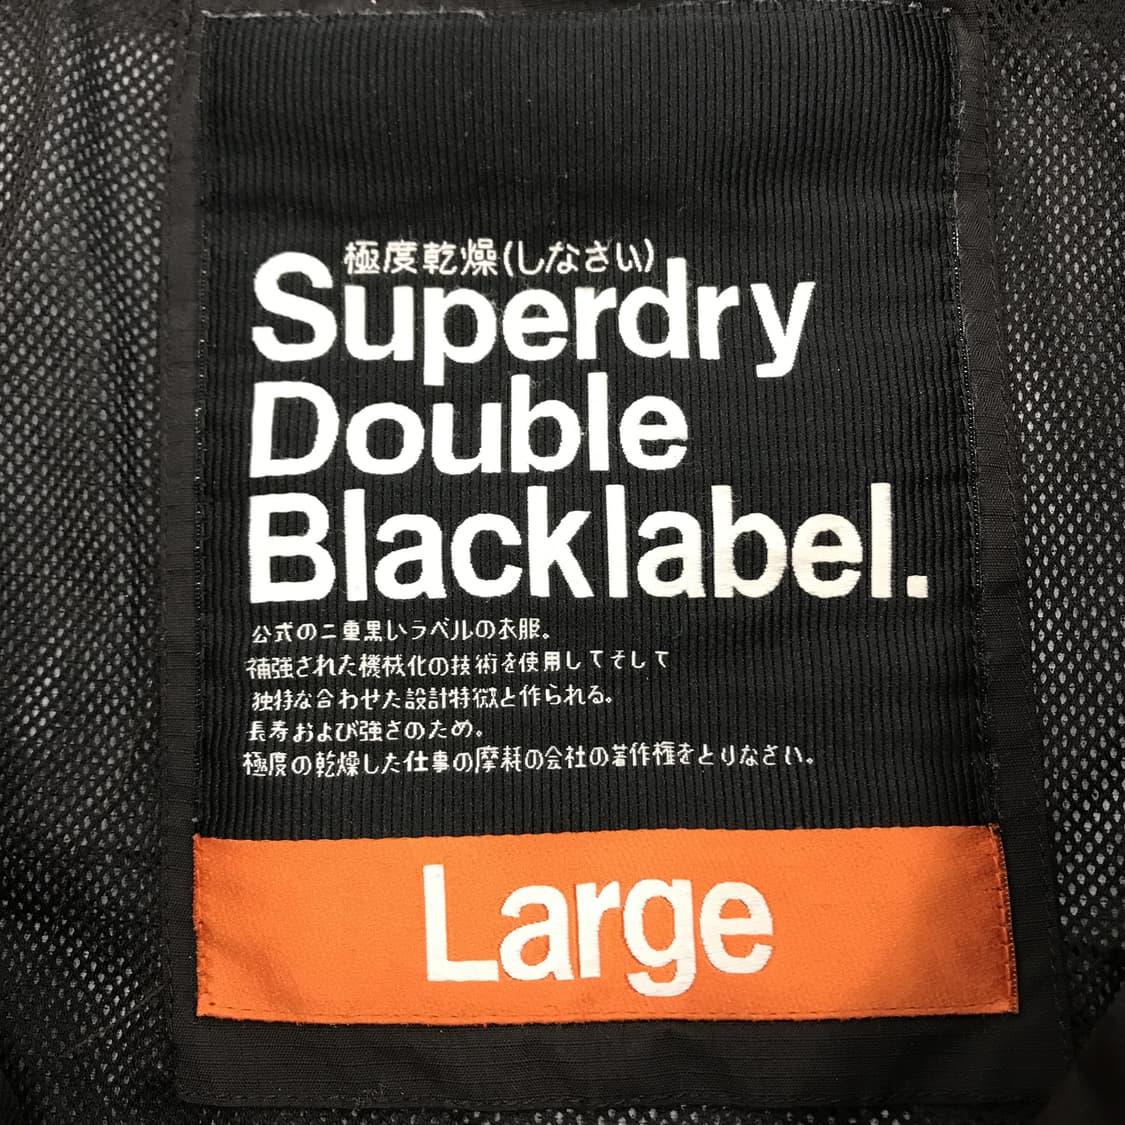 極度乾燥(しなさい)
Superdry
Double
Blacklabel.
公式の二重黒いラベルの衣服。
補強された機械化の技術を使用してそして
独特な合わせた設計特徴と作られる。
長寿および強さのため。
極度の乾燥した仕事の摩耗の会社の著作権をとりなさい。
Large